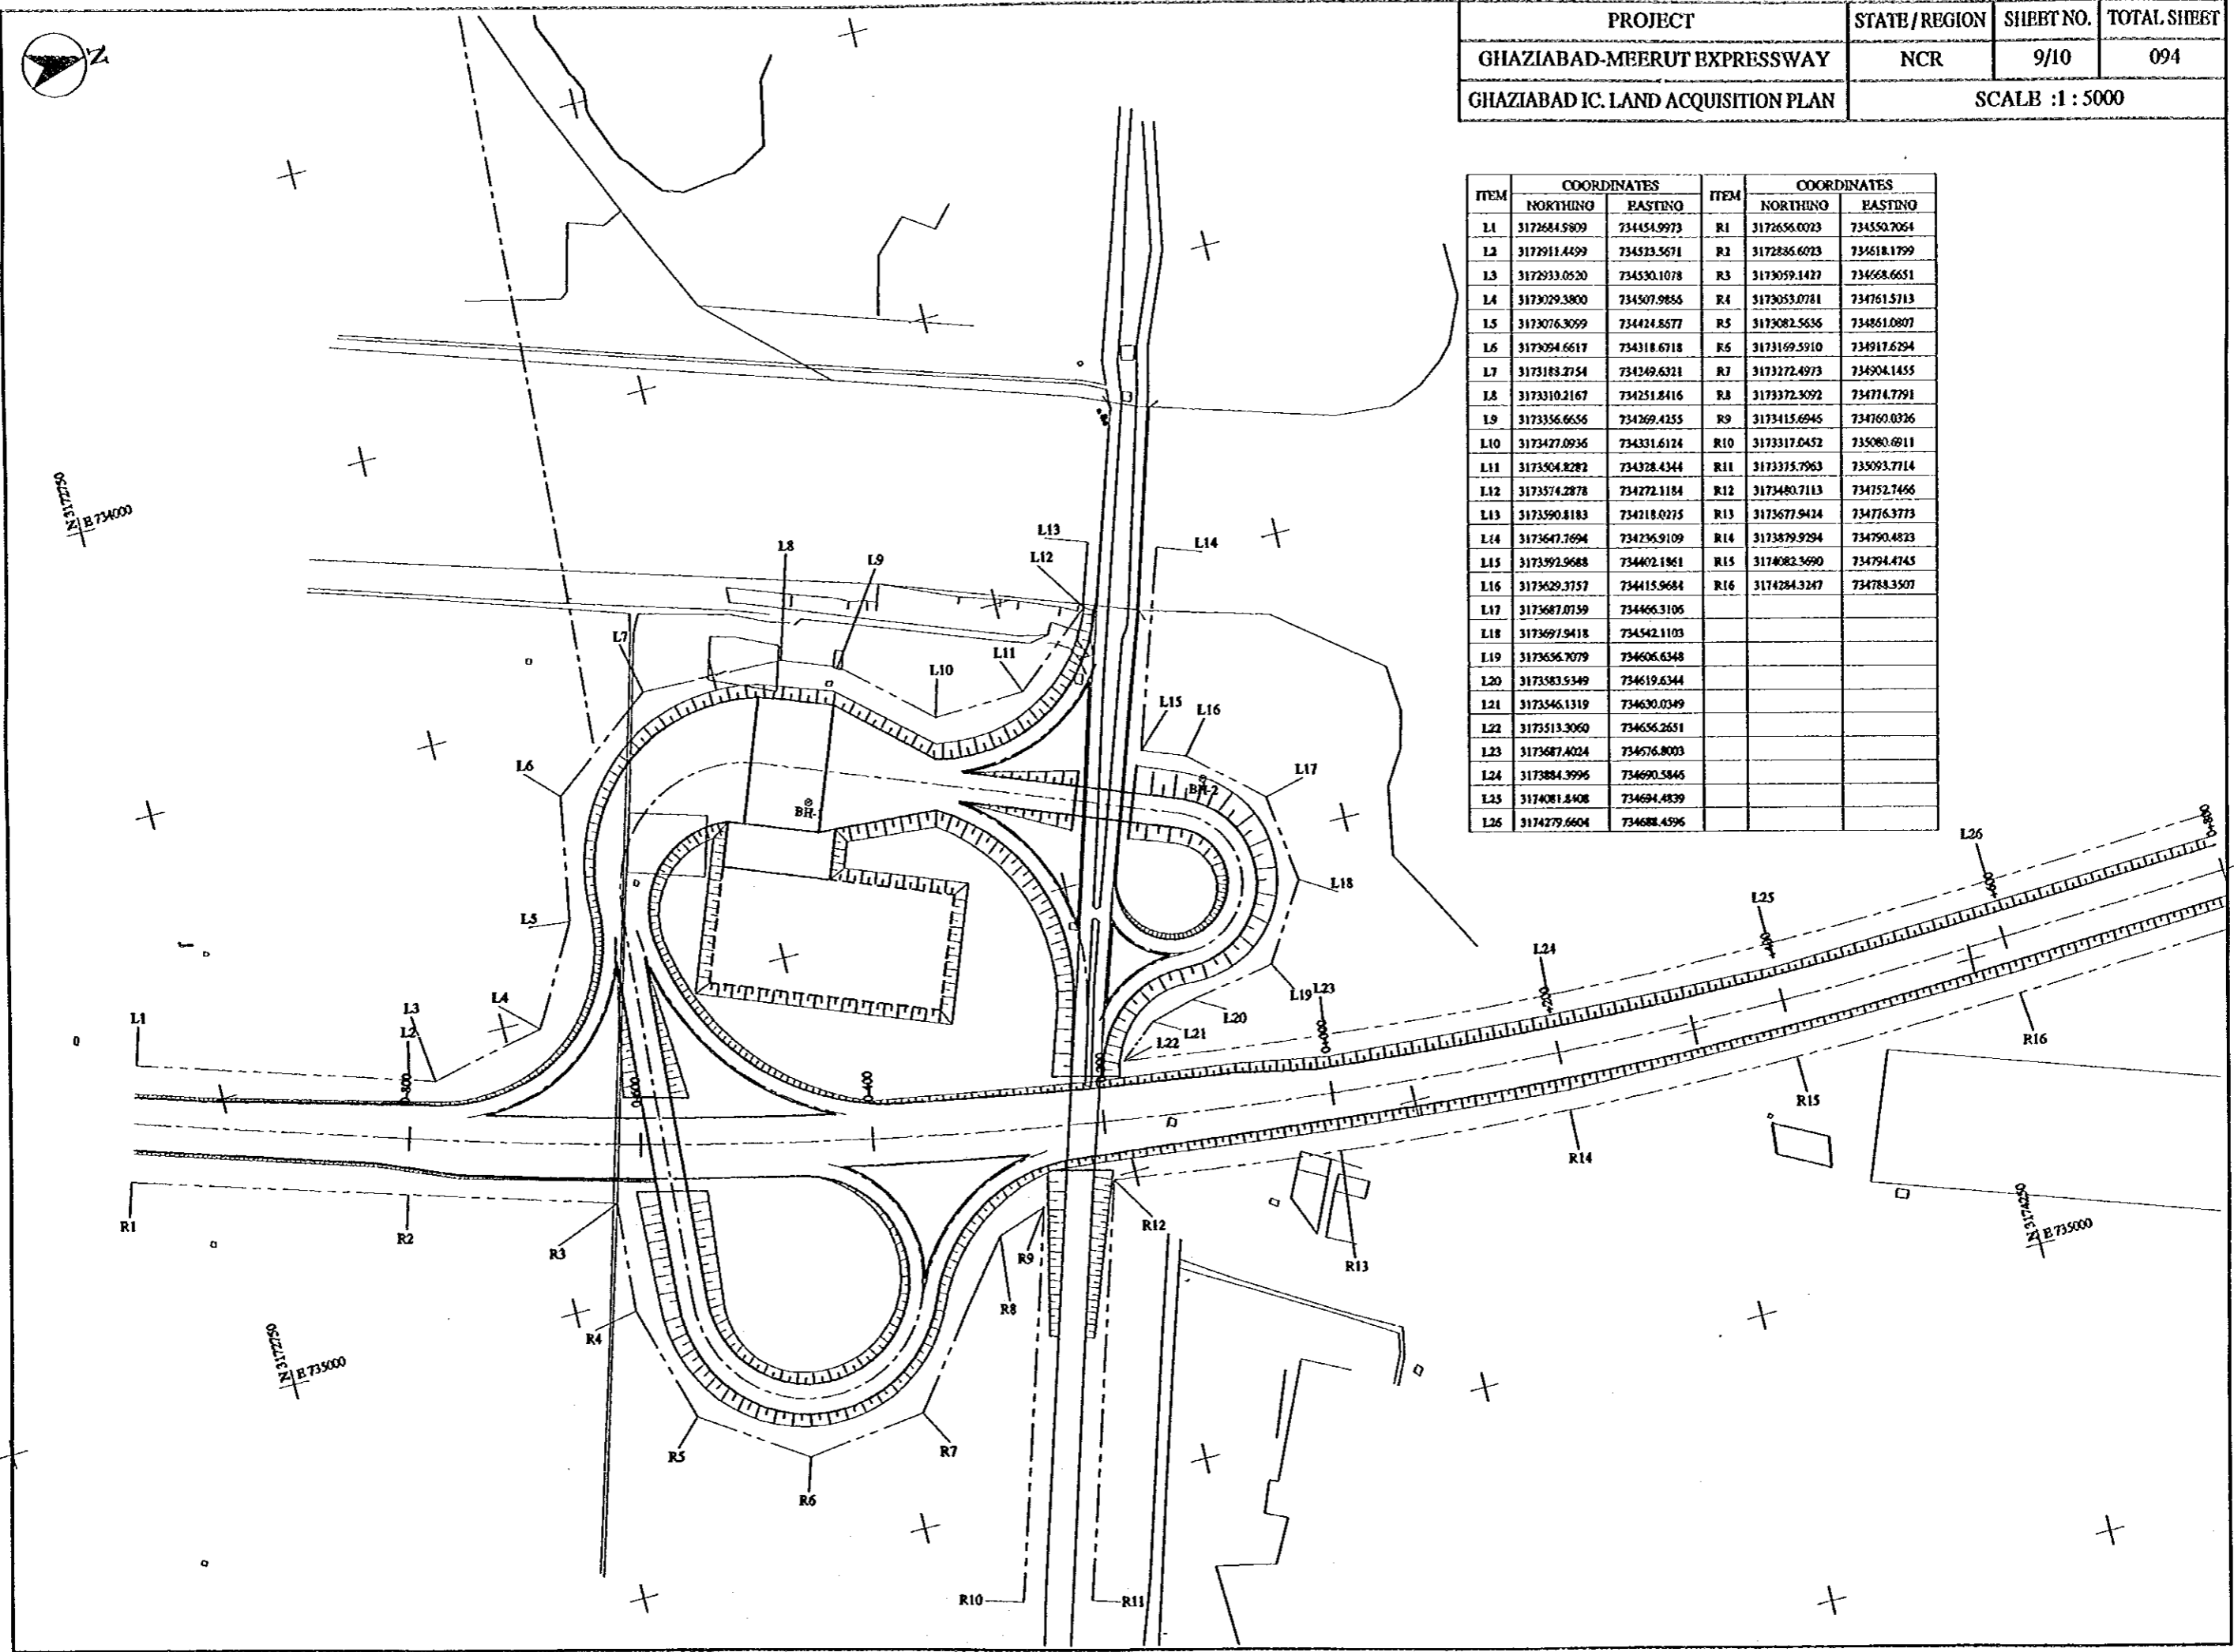 PROJECT STATE / REGION SHEET NO. TOTAL SHEET
GHAZIABAD-MEERUT EXPRESSWAY NCR 9/10 094
GHAZIABAD IC. LAND ACQUISITION PLAN SCALE :1 : 5000
N
ITEM COORDINATES ITEM COORDINATES
NORTHING EASTING NORTHING EASTING
L1 3172684.9809 734454.9973 R1 3172656.0023 734550.7064
L2 3172911.4499 734523.5671 R2 3172886.6023 734618.1799
L3 3172933.0520 734530.1078 R3 3173059.1427 734668.6651
L4 3173029.3800 734507.9856 R4 3173053.0781 734761.5713
L5 3173076.3099 734424.8577 R5 3173082.5636 734861.0807
L6 3173094.6617 734318.6718 R6 3173169.5910 734917.6294
L7 3173183.2754 734249.6321 R7 3173272.4973 734904.1455
L8 3173310.2167 734251.8416 R8 3173372.3092 734774.7791
L9 3173356.6656 734269.4255 R9 3173415.6946 734760.0326
L10 3173427.0936 734331.6124 R10 3173317.0452 735080.6911
L11 3173504.8282 734328.4344 R11 3173375.7963 735093.7714
L12 3173574.2878 734272.1184 R12 3173480.7113 734752.7466
L13 3173590.8183 734218.0275 R13 3173677.9424 734776.3773
L14 3173647.7694 734236.9109 R14 3173879.9294 734790.4823
L15 3173592.9688 734402.1861 R15 3174082.3690 734794.4745
L16 3173629.3757 734415.9684 R16 3174284.3247 734788.3507
L17 3173687.0759 734466.3106
L18 3173697.9418 734542.1103
L19 3173656.7079 734606.6348
L20 3173583.9349 734619.6344
L21 3173546.1319 734630.0349
L22 3173513.3060 734656.2651
L23 3173687.4024 734676.8003
L24 3173884.3996 734690.5846
L25 3174081.8408 734694.4839
L26 3174279.6604 734688.4596
N 3172750
E 734000
L13
L14
L12
L8
L9
L7
L11
L10
L15
L16
L6
L17
BH-2
BH-
L18
L5
L26
L25
L24
L4
L3
L2
L1
L19
L23
L20
L21
L22
R16
R15
R14
R1
R2
R3
R12
R9
R13
R8
R4
N 3174250
E 735000
N 3172750
E 735000
R5
R7
R6
R10
R11